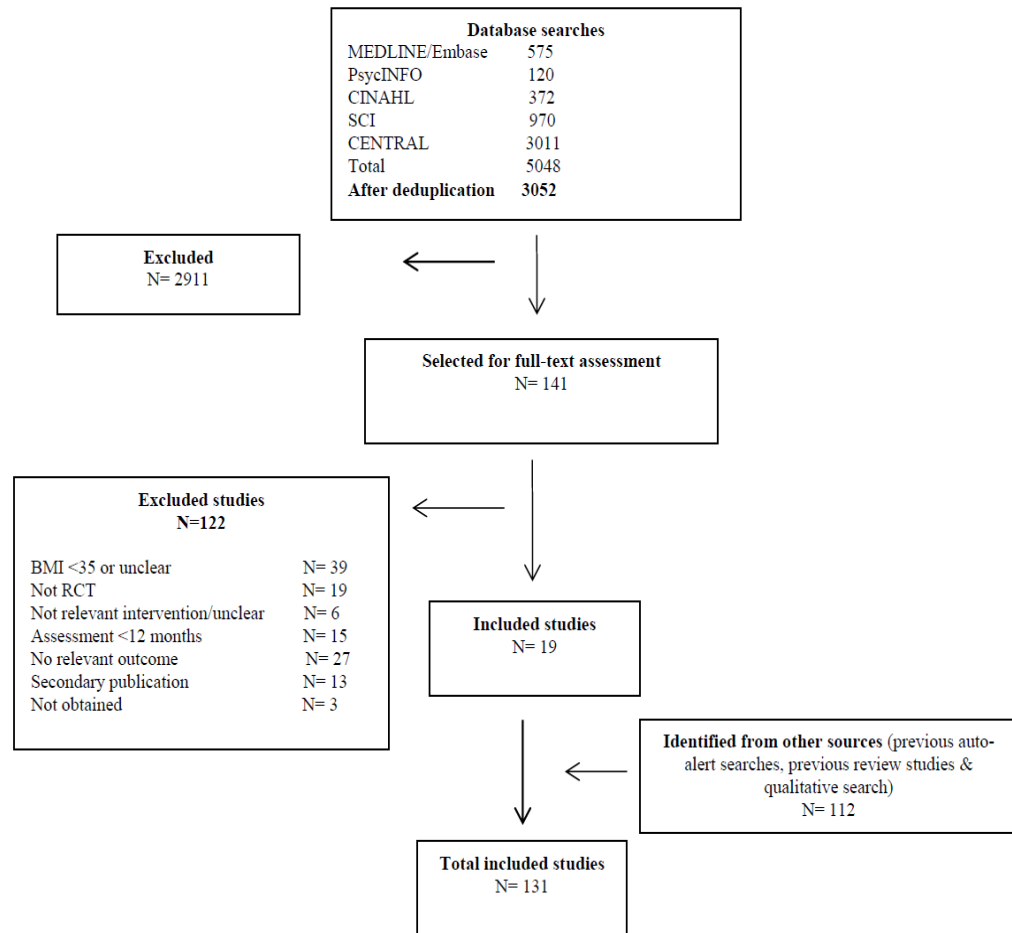 Database searches
MEDLINE/Embase 575
PsycINFO 120
CINAHL 372
SCI 970
CENTRAL 3011
Total 5048
After deduplication 3052
Excluded
N= 2911
Selected for full-text assessment
N= 141
Excluded studies
N=122
BMI <35 or unclear N= 39
Not RCT N= 19
Not relevant intervention/unclear N= 6
Assessment <12 months N= 15
No relevant outcome N= 27
Secondary publication N= 13
Not obtained N= 3
Included studies
N= 19
Identified from other sources (previous auto-
alert searches, previous review studies &
qualitative search)
N= 112
Total included studies
N= 131